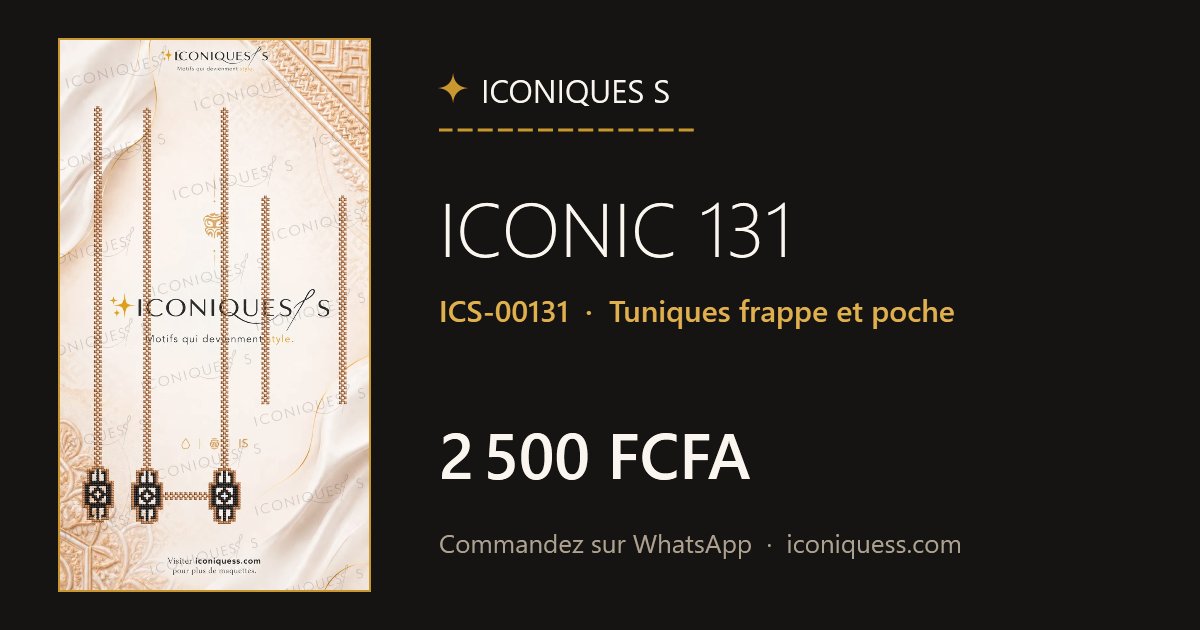 ICONIQUES S
Motifs qui deviennent style.
ICONIQUES S
Motifs qui deviennent style.
IS
Visiter iconiquess.com
pour plus de maquettes.
ICONIQUES S
ICONIC 131
ICS-00131 · Tuniques frappe et poche
2 500 FCFA
Commandez sur WhatsApp · iconiquess.com